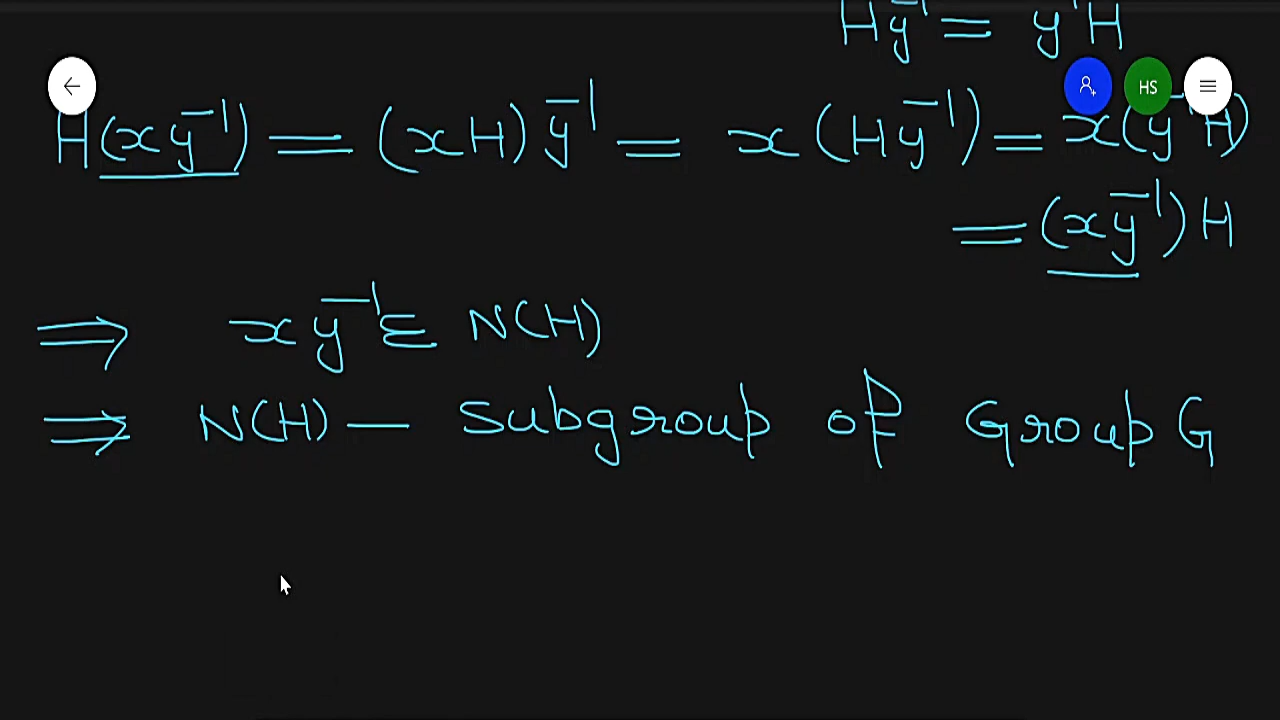 Hy⁻¹ = y⁻¹H
HS
H(xy⁻¹) = (xH)y⁻¹ = x(Hy⁻¹) = x(y⁻¹H)
= (xy⁻¹)H
⇒ xy⁻¹ ∈ N(H)
⇒ N(H) — Subgroup of Group G